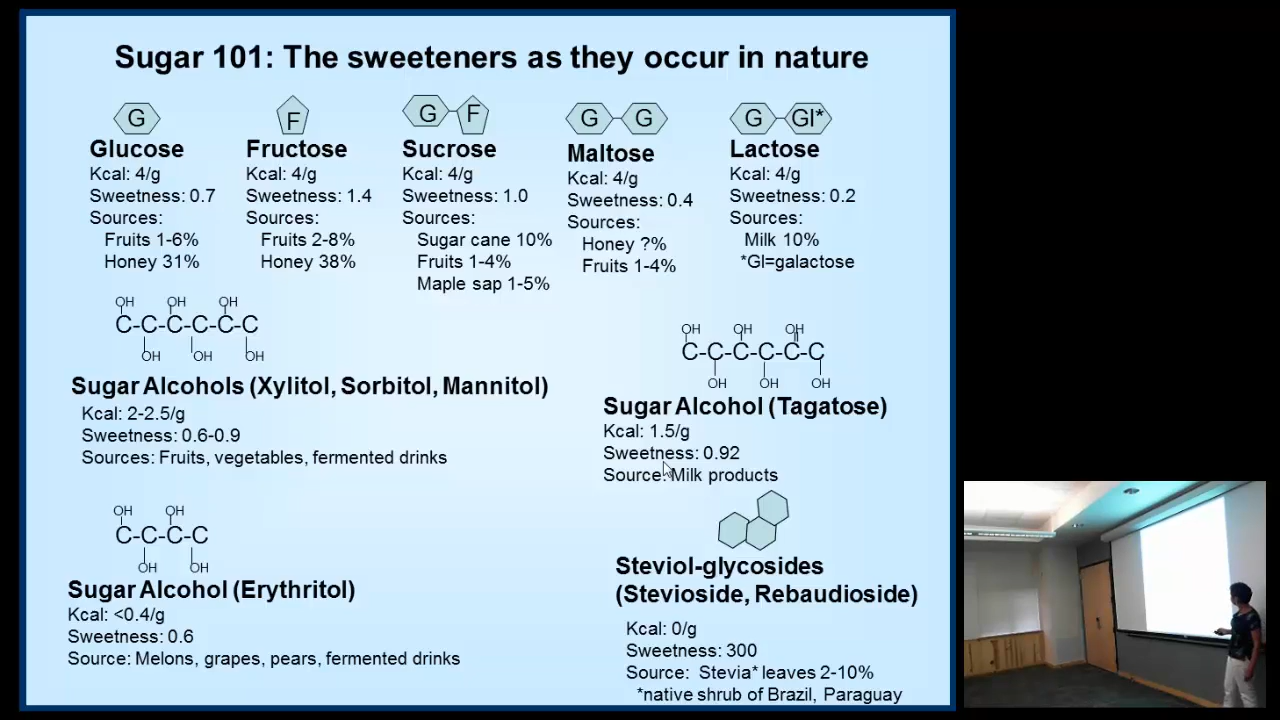 Sugar 101: The sweeteners as they occur in nature
G
Glucose
Kcal: 4/g
Sweetness: 0.7
Sources:
Fruits 1-6%
Honey 31%
F
Fructose
Kcal: 4/g
Sweetness: 1.4
Sources:
Fruits 2-8%
Honey 38%
G F
Sucrose
Kcal: 4/g
Sweetness: 1.0
Sources:
Sugar cane 10%
Fruits 1-4%
Maple sap 1-5%
G G
Maltose
Kcal: 4/g
Sweetness: 0.4
Sources:
Honey ?%
Fruits 1-4%
G Gl*
Lactose
Kcal: 4/g
Sweetness: 0.2
Sources:
Milk 10%
*Gl=galactose
OH OH OH
C-C-C-C-C-C
OH OH OH
Sugar Alcohols (Xylitol, Sorbitol, Mannitol)
Kcal: 2-2.5/g
Sweetness: 0.6-0.9
Sources: Fruits, vegetables, fermented drinks
OH OH OH
C-C-C-C-C-C
OH OH OH
Sugar Alcohol (Tagatose)
Kcal: 1.5/g
Sweetness: 0.92
Source: Milk products
OH OH
C-C-C-C
OH OH
Sugar Alcohol (Erythritol)
Kcal: <0.4/g
Sweetness: 0.6
Source: Melons, grapes, pears, fermented drinks
Steviol-glycosides
(Stevioside, Rebaudioside)
Kcal: 0/g
Sweetness: 300
Source: Stevia* leaves 2-10%
*native shrub of Brazil, Paraguay